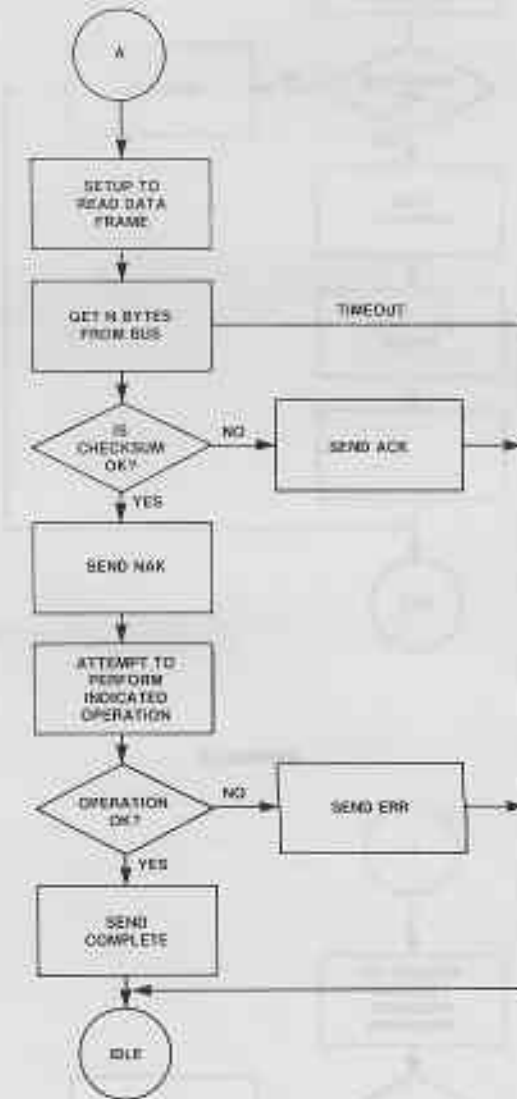 A
SETUP TO
READ DATA
FRAME
GET N BYTES
FROM BUS
TIMEOUT
IS
CHECKSUM
OK?
NO
SEND ACK
YES
SEND NAK
ATTEMPT TO
PERFORM
INDICATED
OPERATION
OPERATION
OK?
NO
SEND ERR
YES
SEND
COMPLETE
IDLE